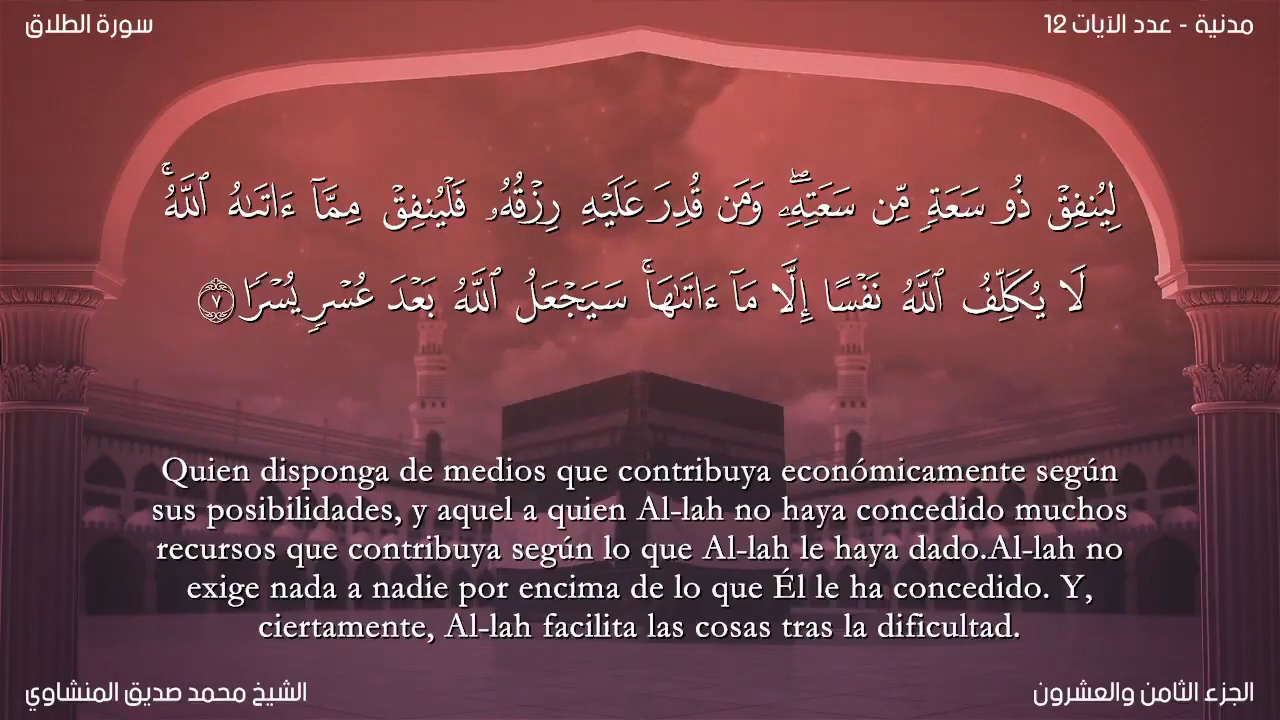 سورة الطلاق
مدنية - عدد الآيات 12
لِيُنفِقْ ذُو سَعَةٍ مِّن سَعَتِهِۦۖ وَمَن قُدِرَ عَلَيْهِ رِزْقُهُۥ فَلْيُنفِقْ مِمَّآ ءَاتَىٰهُ ٱللَّهُۚ
لَا يُكَلِّفُ ٱللَّهُ نَفْسًا إِلَّا مَآ ءَاتَىٰهَاۚ سَيَجْعَلُ ٱللَّهُ بَعْدَ عُسْرٍ يُسْرًا ٧
Quien disponga de medios que contribuya económicamente según
sus posibilidades, y aquel a quien Al-lah no haya concedido muchos
recursos que contribuya según lo que Al-lah le haya dado.Al-lah no
exige nada a nadie por encima de lo que Él le ha concedido. Y,
ciertamente, Al-lah facilita las cosas tras la dificultad.
الشيخ محمد صديق المنشاوي
الجزء الثامن والعشرون